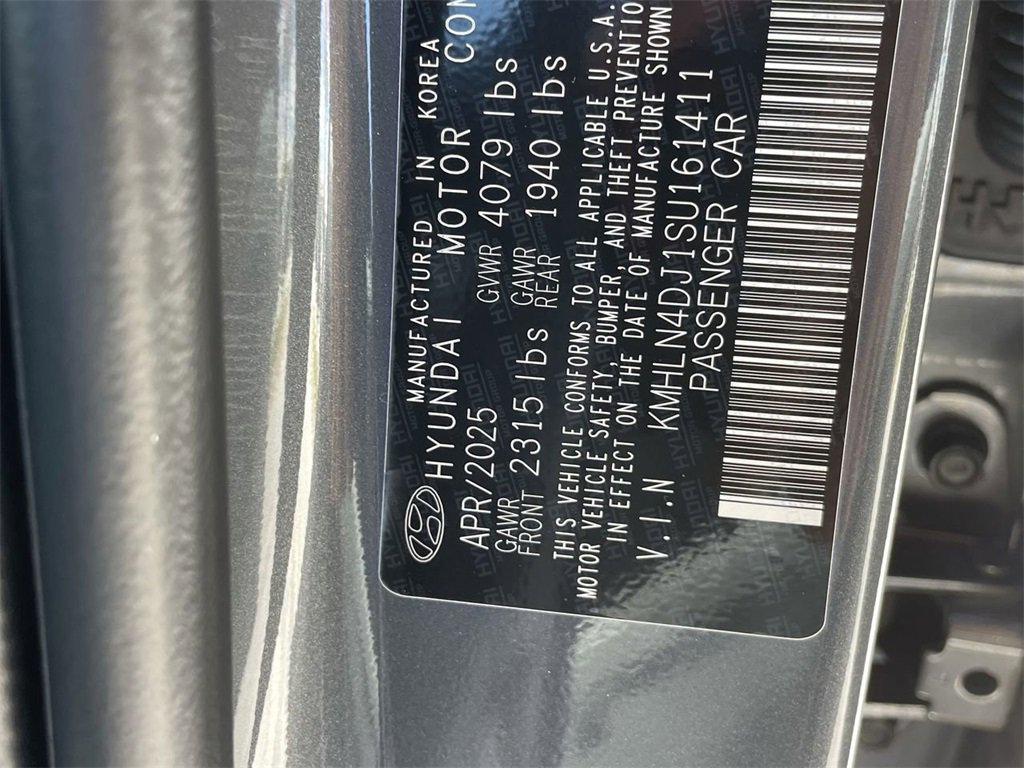 MANUFACTURED IN KOREA
HYUNDAI MOTOR CO
APR/2025 GVWR 4079 lbs
GAWR FRONT 2315 lbs GAWR REAR 1940 lbs
THIS VEHICLE CONFORMS TO ALL APPLICABLE U.S.A.
MOTOR VEHICLE SAFETY, BUMPER, AND THEFT PREVENTIO
IN EFFECT ON THE DATE OF MANUFACTURE SHOWN
V.I.N KMHLN4DJ1SU161411
PASSENGER CAR